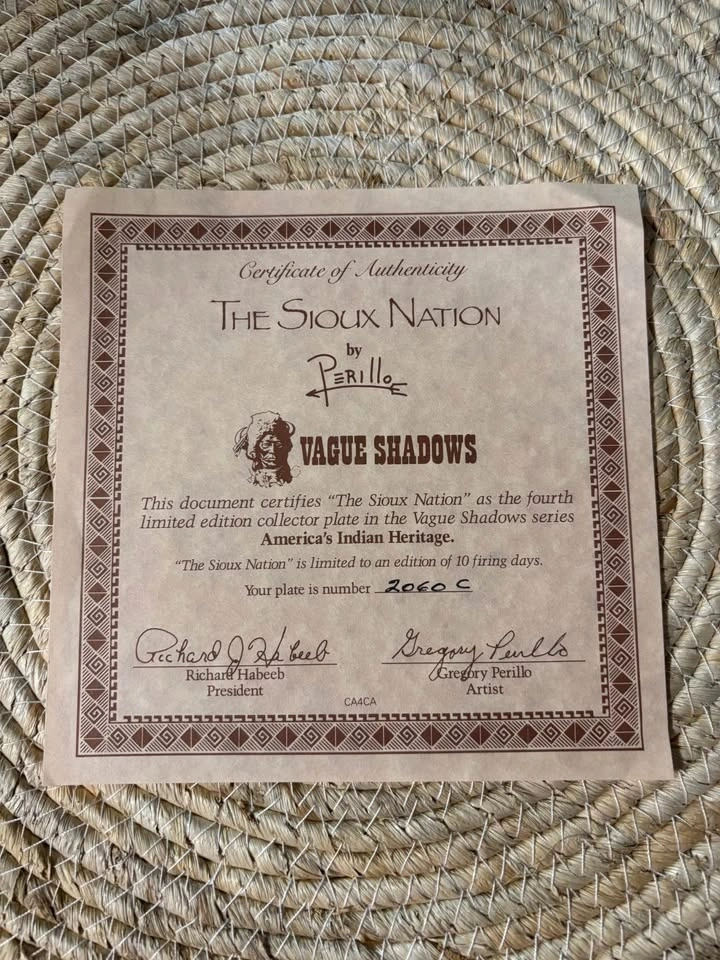 Certificate of Authenticity
THE SIOUX NATION
by
PERILLO
VAGUE SHADOWS
This document certifies “The Sioux Nation” as the fourth
limited edition collector plate in the Vague Shadows series
America's Indian Heritage.
“The Sioux Nation” is limited to an edition of 10 firing days.
Your plate is number 2060 C
Richard J Habeeb Gregory Perillo
Richard Habeeb Gregory Perillo
President Artist
CA4CA